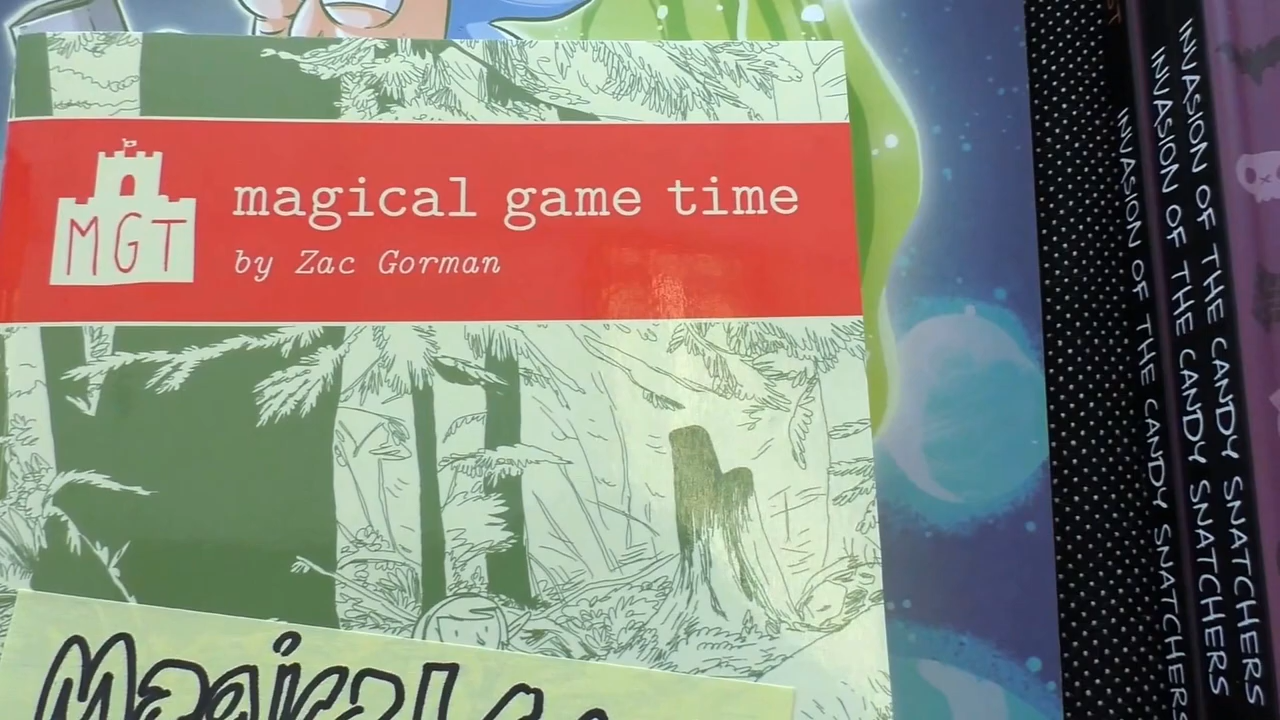 MGT
magical game time
by Zac Gorman
Magical
INVASION OF THE CANDY SNATCHERS
INVASION OF THE CANDY SNATCHERS
INVASION OF THE CANDY SNATCHERS